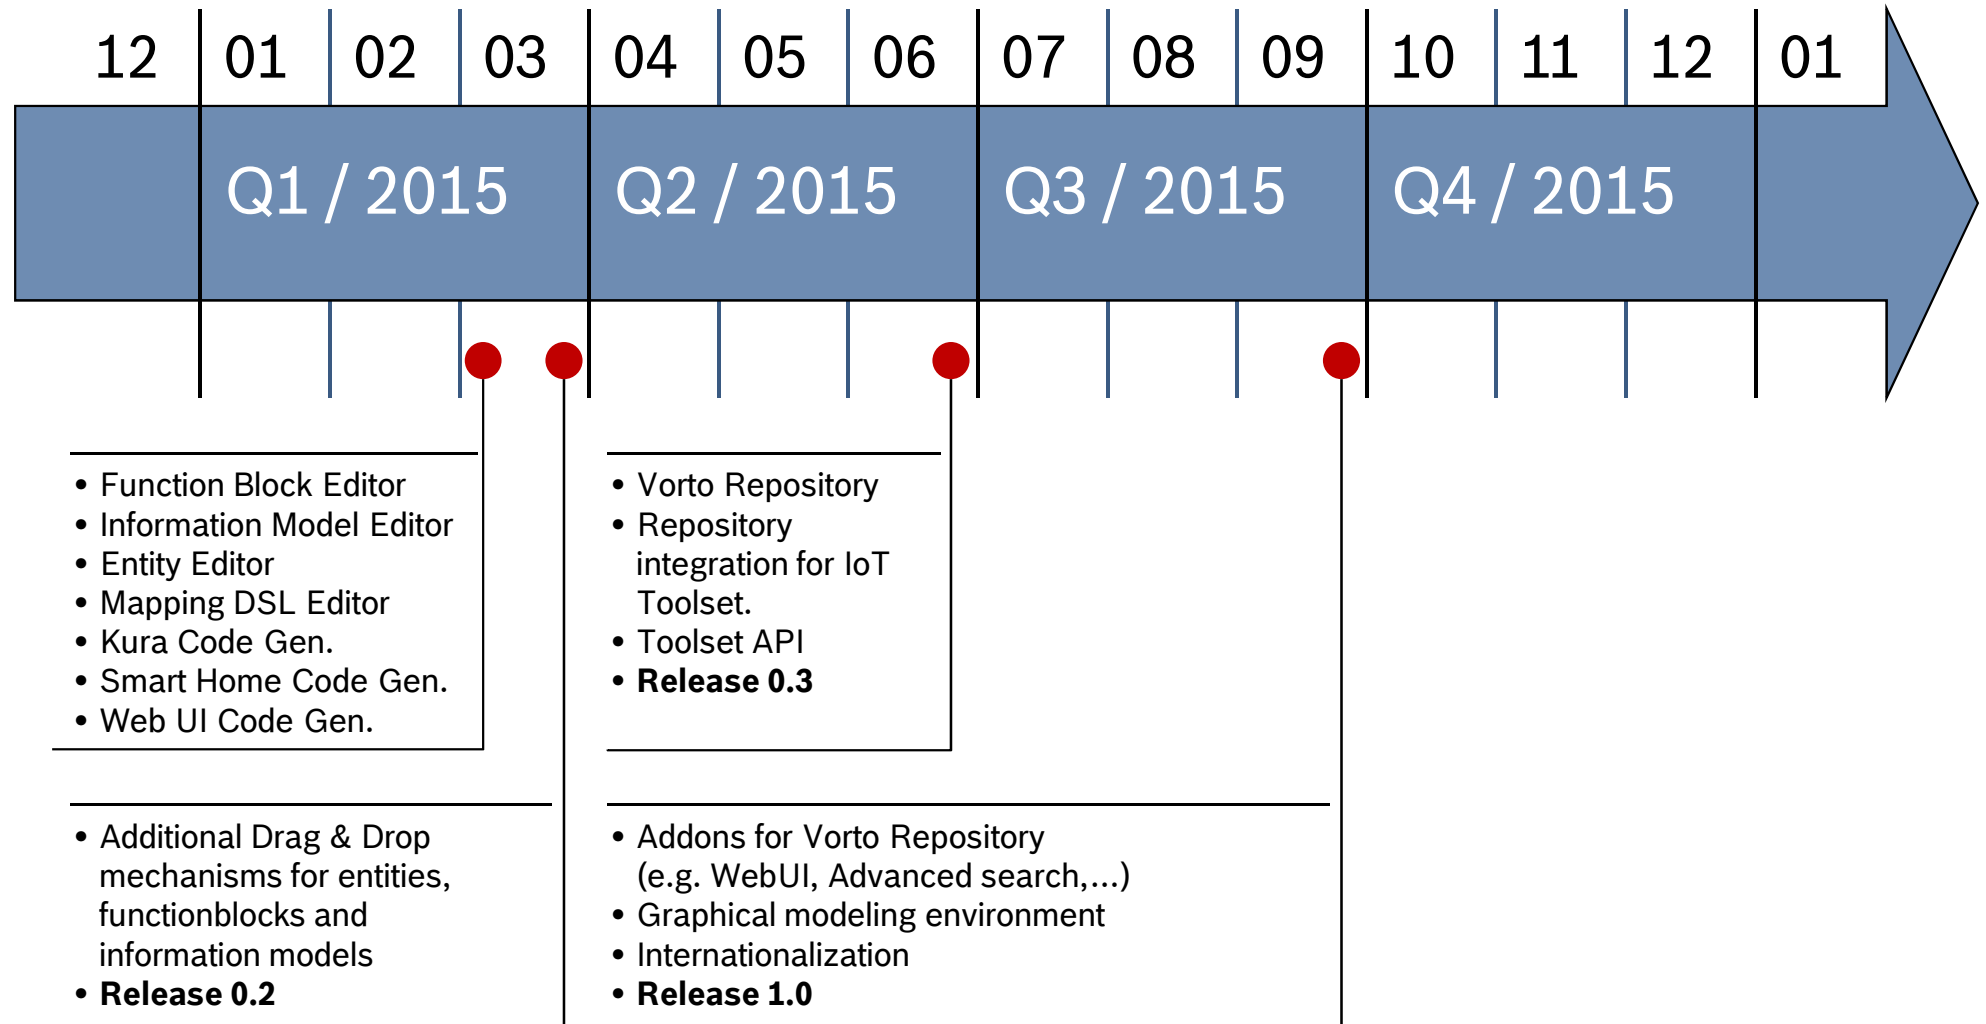 12 01 02 03 04 05 06 07 08 09 10 11 12 01
Q1 / 2015 Q2 / 2015 Q3 / 2015 Q4 / 2015
• Function Block Editor
• Information Model Editor
• Entity Editor
• Mapping DSL Editor
• Kura Code Gen.
• Smart Home Code Gen.
• Web UI Code Gen.
• Vorto Repository
• Repository
integration for IoT
Toolset.
• Toolset API
• Release 0.3
• Additional Drag & Drop
mechanisms for entities,
functionblocks and
information models
• Release 0.2
• Addons for Vorto Repository
(e.g. WebUI, Advanced search,...)
• Graphical modeling environment
• Internationalization
• Release 1.0